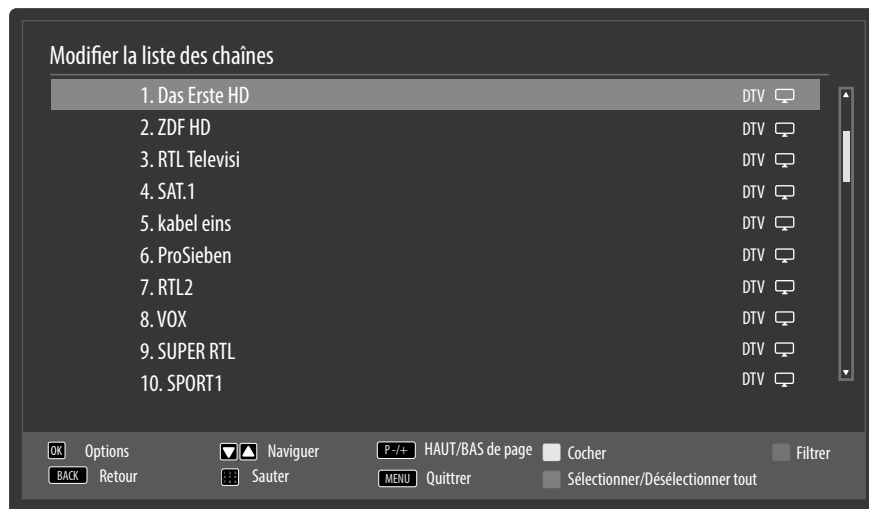 Modifier la liste des chaînes
1. Das Erste HD DTV
2. ZDF HD DTV
3. RTL Televisi DTV
4. SAT.1 DTV
5. kabel eins DTV
6. ProSieben DTV
7. RTL2 DTV
8. VOX DTV
9. SUPER RTL DTV
10. SPORT1 DTV
OK Options Naviguer P -/+ HAUT/BAS de page Cocher Filtrer
BACK Retour Sauter MENU Quittrer Sélectionner/Désélectionner tout